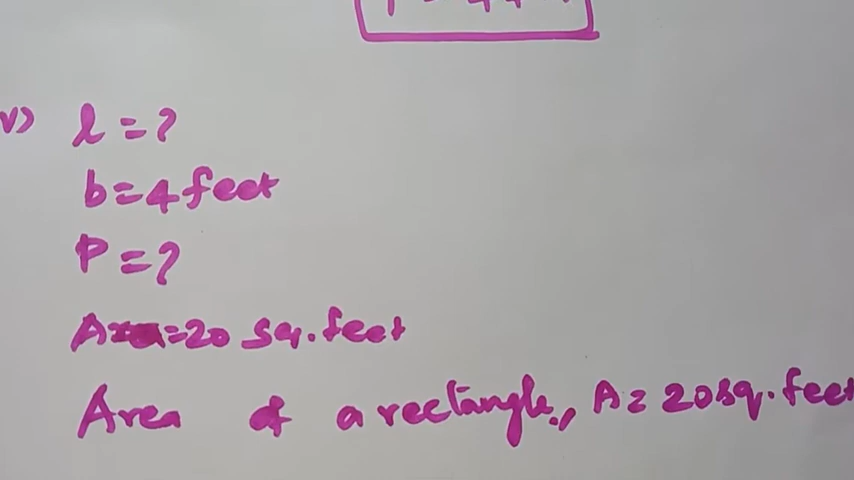 v) l = ?
b = 4 feet
P = ?
A = 20 sq. feet
Area of a rectangle, A = 20 sq. feet